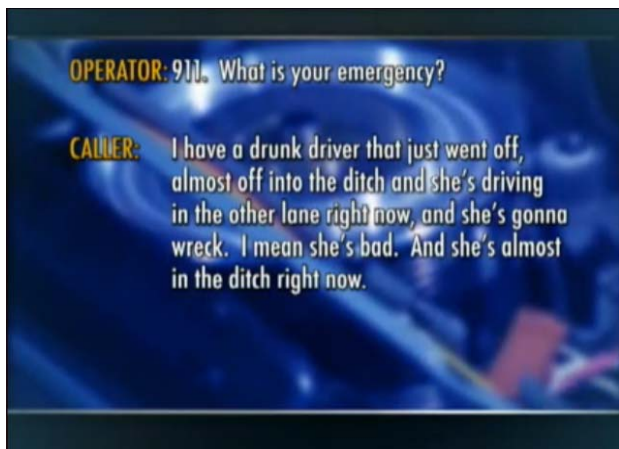 OPERATOR: 911. What is your emergency?
CALLER: I have a drunk driver that just went off,
almost off into the ditch and she's driving
in the other lane right now, and she's gonna
wreck. I mean she's bad. And she's almost
in the ditch right now.